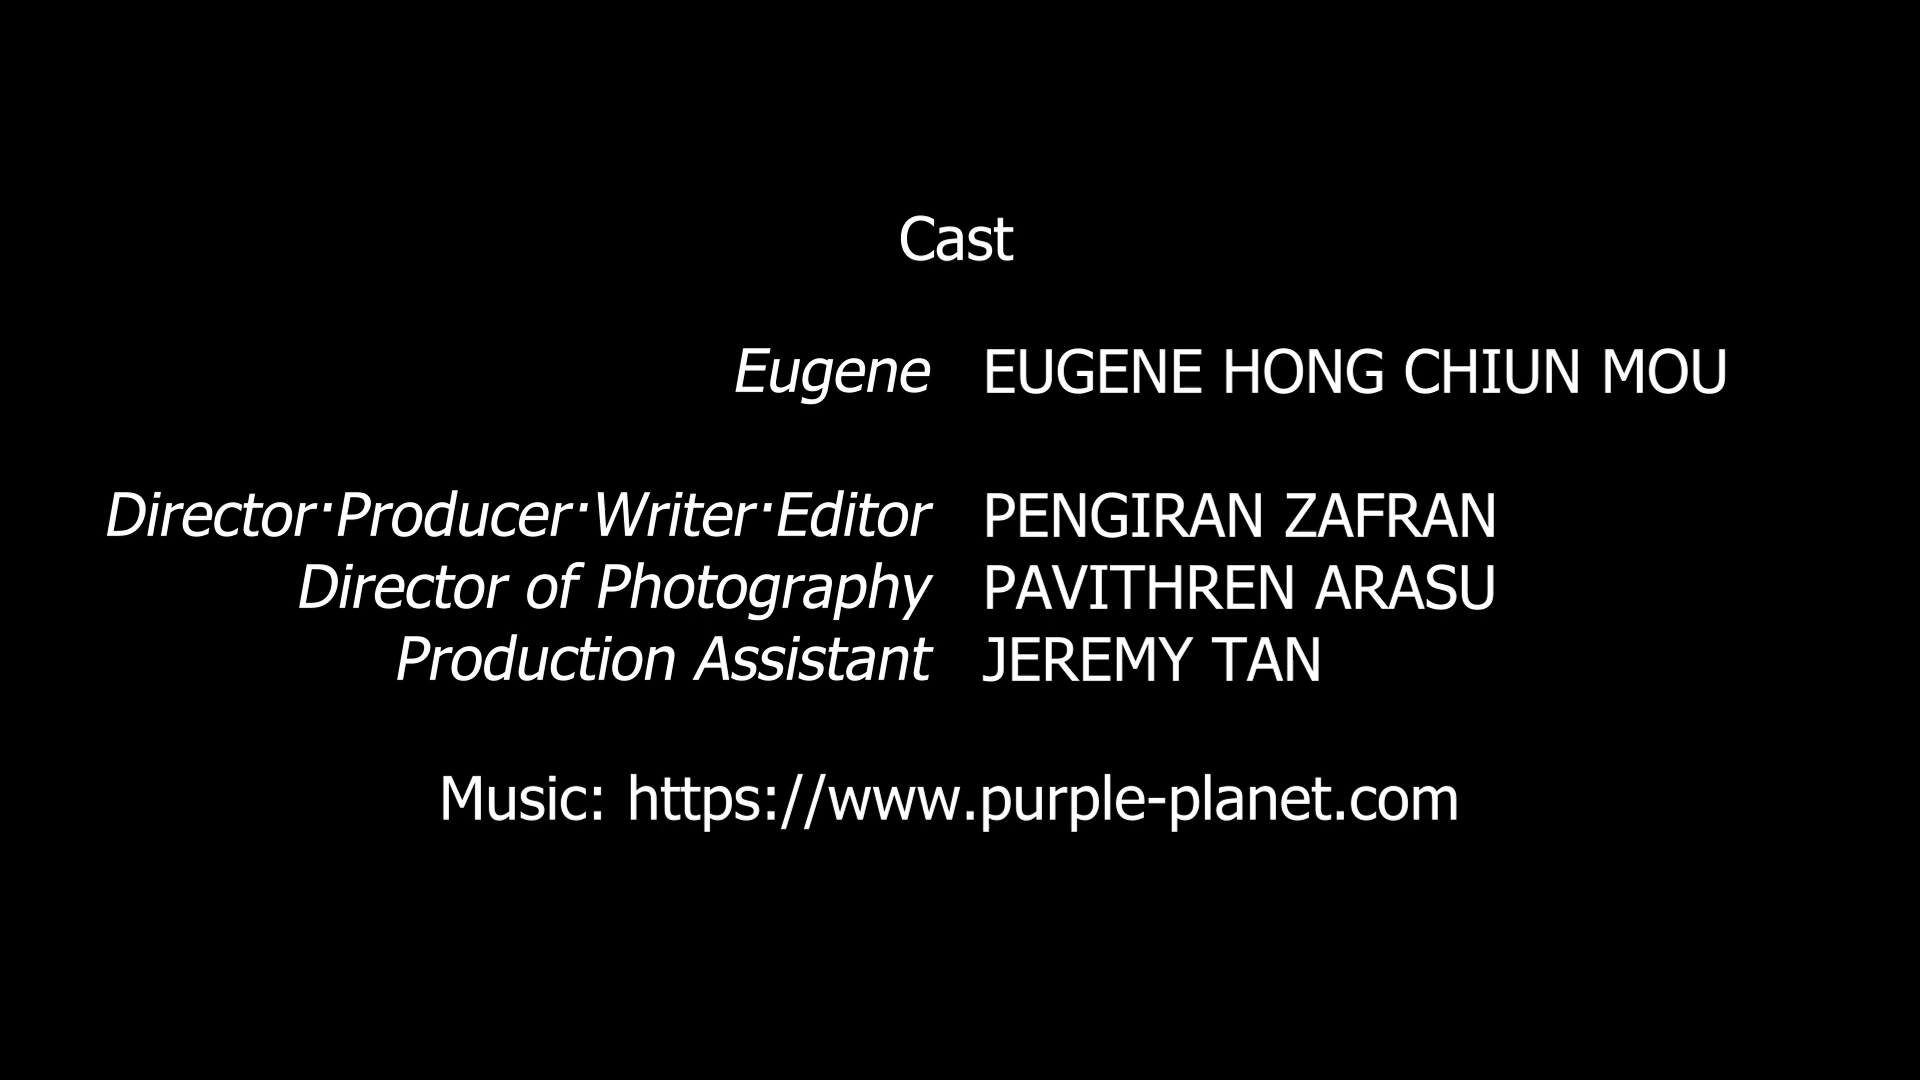 Cast
Eugene EUGENE HONG CHIUN MOU
Director·Producer·Writer·Editor PENGIRAN ZAFRAN
Director of Photography PAVITHREN ARASU
Production Assistant JEREMY TAN
Music: https://www.purple-planet.com